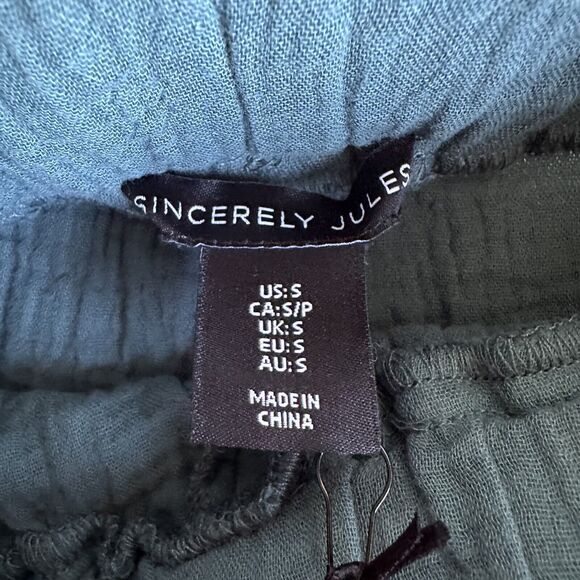 SINCERELY JULES
US:S
CA:S/P
UK:S
EU:S
AU:S
MADE IN
CHINA